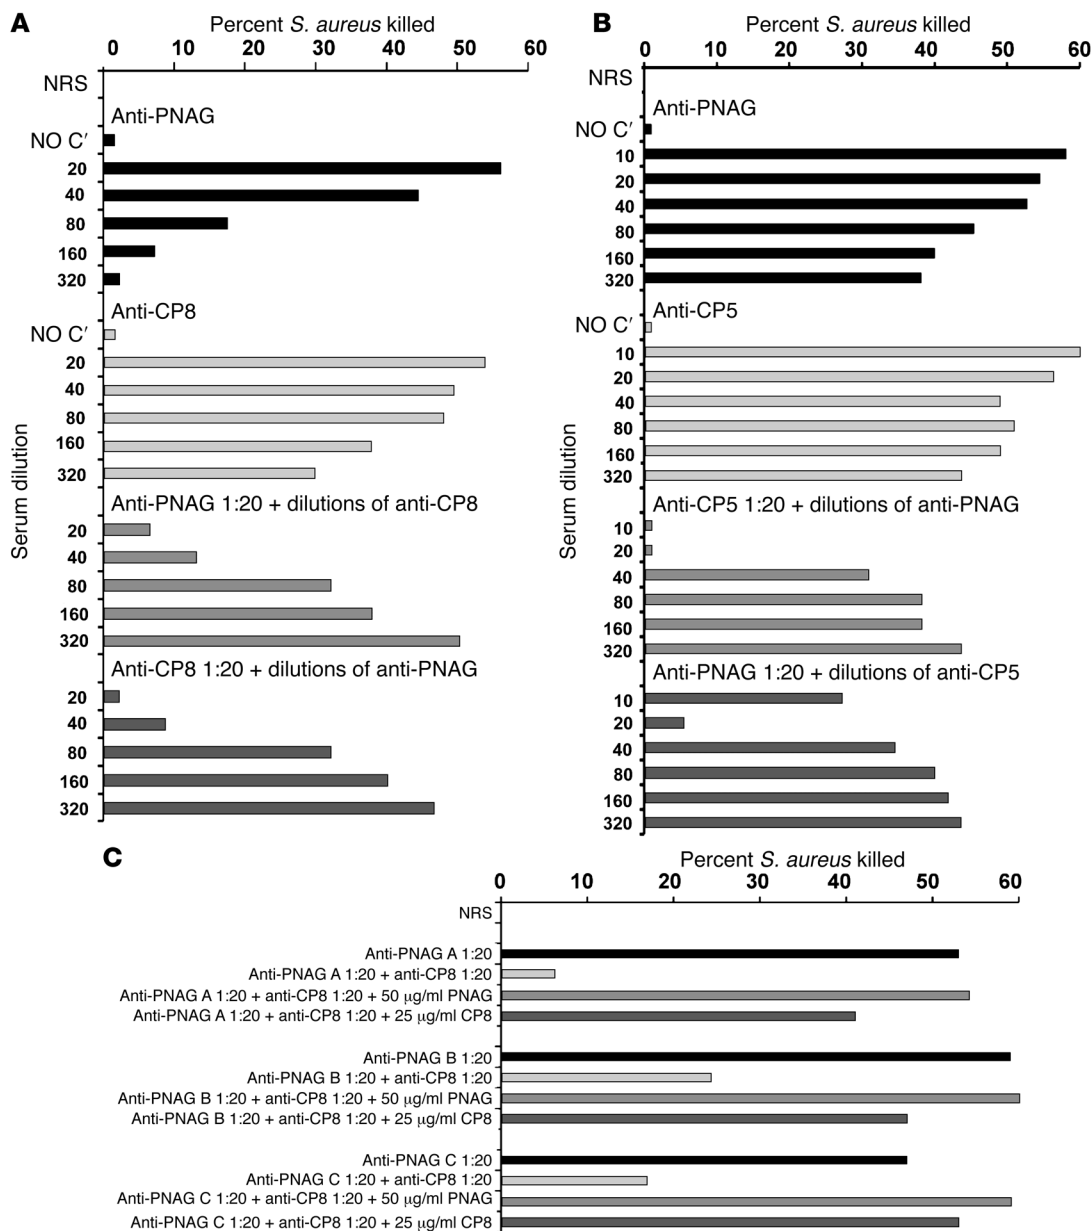 A
Percent S. aureus killed
0 10 20 30 40 50 60
NRS
Anti-PNAG
NO C′
20
40
80
160
320
Anti-CP8
NO C′
20
40
80
160
320
Anti-PNAG 1:20 + dilutions of anti-CP8
20
40
80
160
320
Anti-CP8 1:20 + dilutions of anti-PNAG
20
40
80
160
320
Serum dilution
B
Percent S. aureus killed
0 10 20 30 40 50 60
NRS
Anti-PNAG
NO C′
10
20
40
80
160
320
Anti-CP5
NO C′
10
20
40
80
160
320
Anti-CP5 1:20 + dilutions of anti-PNAG
10
20
40
80
160
320
Anti-PNAG 1:20 + dilutions of anti-CP5
10
20
40
80
160
320
Serum dilution
C
Percent S. aureus killed
0 10 20 30 40 50 60
NRS
Anti-PNAG A 1:20
Anti-PNAG A 1:20 + anti-CP8 1:20
Anti-PNAG A 1:20 + anti-CP8 1:20 + 50 µg/ml PNAG
Anti-PNAG A 1:20 + anti-CP8 1:20 + 25 µg/ml CP8
Anti-PNAG B 1:20
Anti-PNAG B 1:20 + anti-CP8 1:20
Anti-PNAG B 1:20 + anti-CP8 1:20 + 50 µg/ml PNAG
Anti-PNAG B 1:20 + anti-CP8 1:20 + 25 µg/ml CP8
Anti-PNAG C 1:20
Anti-PNAG C 1:20 + anti-CP8 1:20
Anti-PNAG C 1:20 + anti-CP8 1:20 + 50 µg/ml PNAG
Anti-PNAG C 1:20 + anti-CP8 1:20 + 25 µg/ml CP8